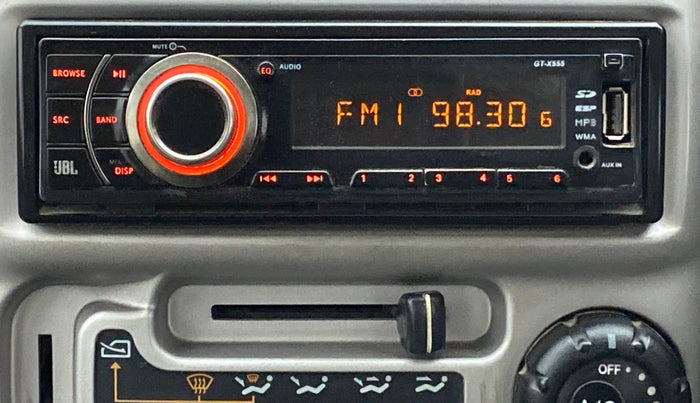 MUTE
BROWSE
EQ AUDIO
GT-X555
RAD
SRC
BAND
FM1 98.30 6
SD
ESP
MP3
WMA
JBL
DISP
AUX IN
1 2 3 4 5 6
OFF